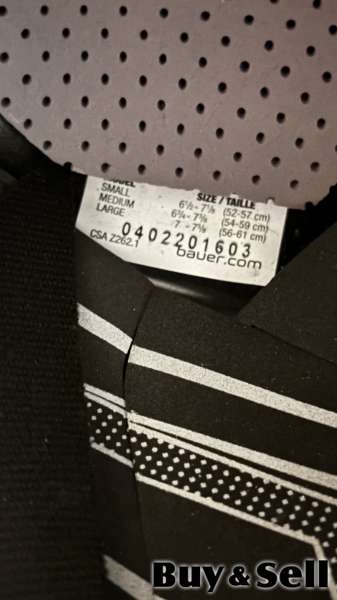 MODEL SIZE / TAILLE
SMALL 6½ - 7⅛ (52-57 cm)
MEDIUM 6¾ - 7⅜ (54-59 cm)
LARGE 7 - 7⅝ (56-61 cm)
0402201603
CSA Z262.1 bauer.com
Buy & Sell